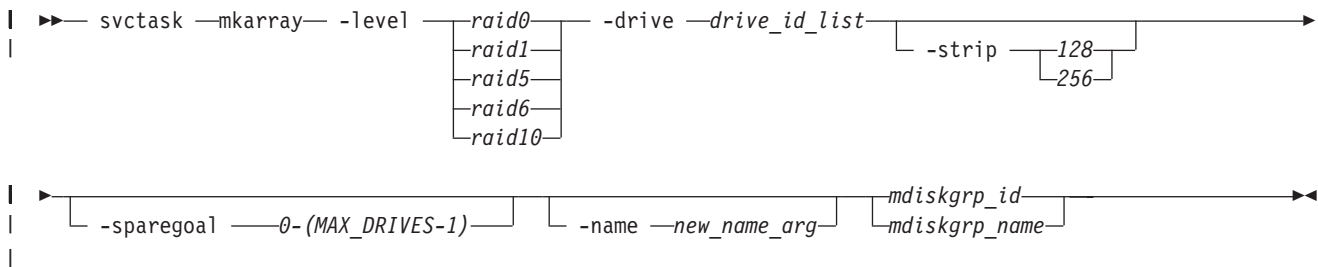 svctask mkarray -level raid0 -drive drive_id_list
raid1 -strip 128
raid5 256
raid6
raid10
mdiskgrp_id
-sparegoal 0-(MAX_DRIVES-1) -name new_name_arg mdiskgrp_name